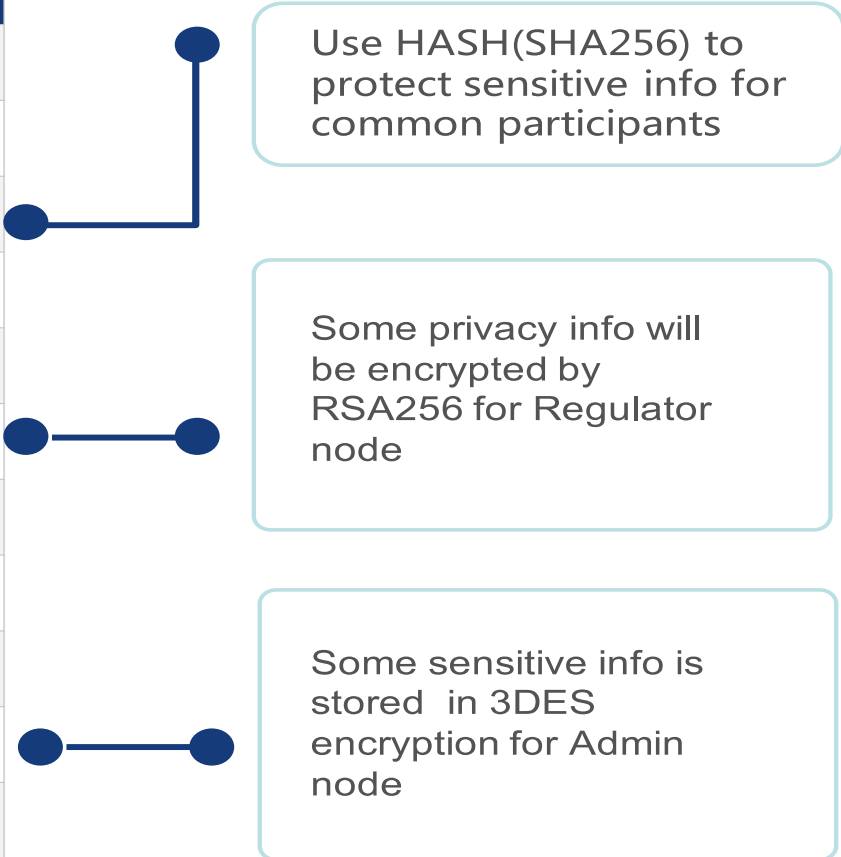 Use HASH(SHA256) to
protect sensitive info for
common participants
Some privacy info will
be encrypted by
RSA256 for Regulator
node
Some sensitive info is
stored  in 3DES
encryption for Admin
node